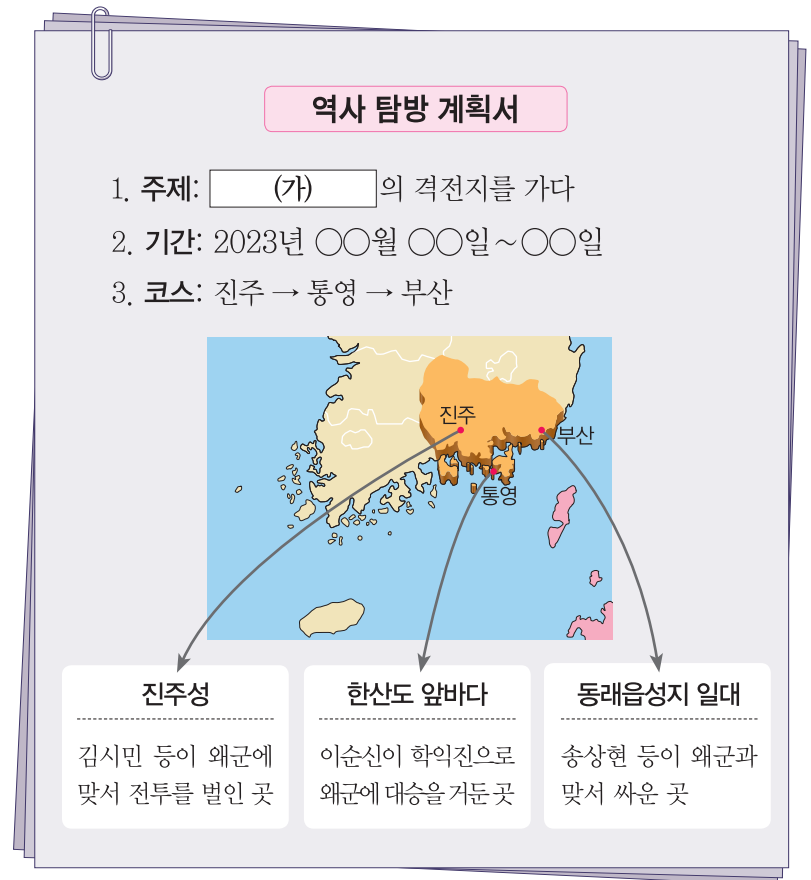 역사 탐방 계획서
1. 주제: (가) 의 격전지를 가다
2. 기간: 2023년 ○○월 ○○일~○○일
3. 코스: 진주 → 통영 → 부산
진주
부산
통영
진주성
김시민 등이 왜군에
맞서 전투를 벌인 곳
한산도 앞바다
이순신이 학익진으로
왜군에 대승을 거둔 곳
동래읍성지 일대
송상현 등이 왜군과
맞서 싸운 곳